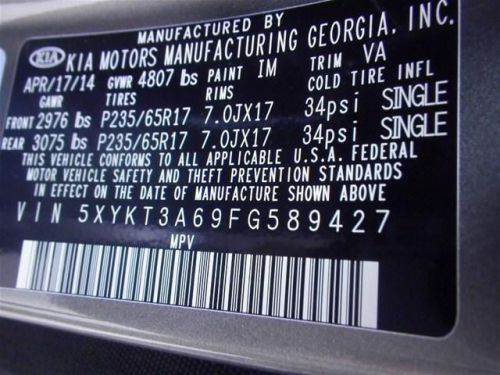 MANUFACTURED BY
KIA KIA MOTORS MANUFACTURING GEORGIA, INC.
APR/17/14 GVWR 4807 lbs PAINT IM TRIM VA
GAWR TIRES RIMS COLD TIRE INFL
FRONT 2976 lbs P235/65R17 7.0JX17 34psi SINGLE
REAR 3075 lbs P235/65R17 7.0JX17 34psi SINGLE
THIS VEHICLE CONFORMS TO ALL APPLICABLE U.S.A. FEDERAL
MOTOR VEHICLE SAFETY AND THEFT PREVENTION STANDARDS
IN EFFECT ON THE DATE OF MANUFACTURE SHOWN ABOVE.
VIN 5XYKT3A69FG589427
MPV